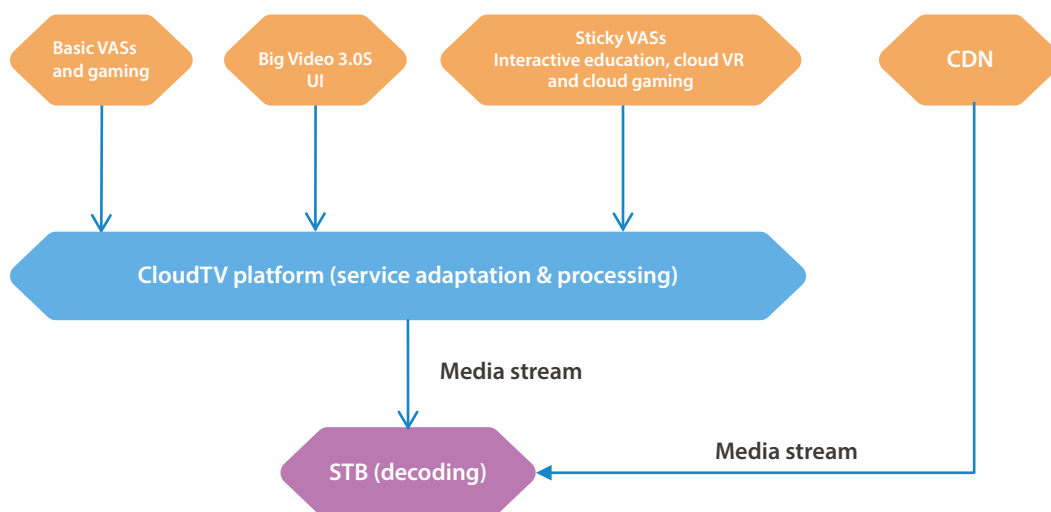 Basic VASs
and gaming
Big Video 3.0S
UI
Sticky VASs
Interactive education, cloud VR
and cloud gaming
CDN
CloudTV platform (service adaptation & processing)
Media stream
Media stream
STB (decoding)